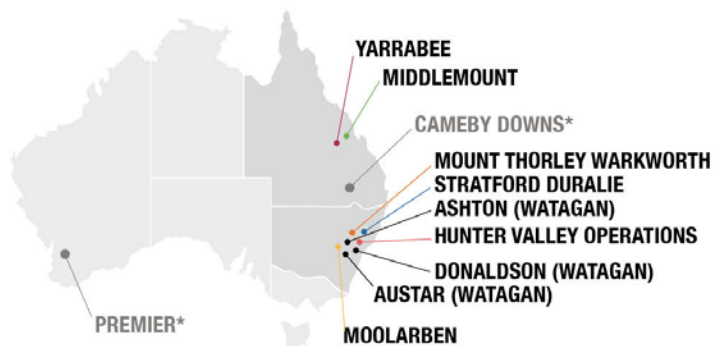 YARRABEE
MIDDLEMOUNT
CAMEBY DOWNS*
MOUNT THORLEY WARKWORTH
STRATFORD DURALIE
ASHTON (WATAGAN)
HUNTER VALLEY OPERATIONS
DONALDSON (WATAGAN)
AUSTAR (WATAGAN)
PREMIER*
MOOLARBEN